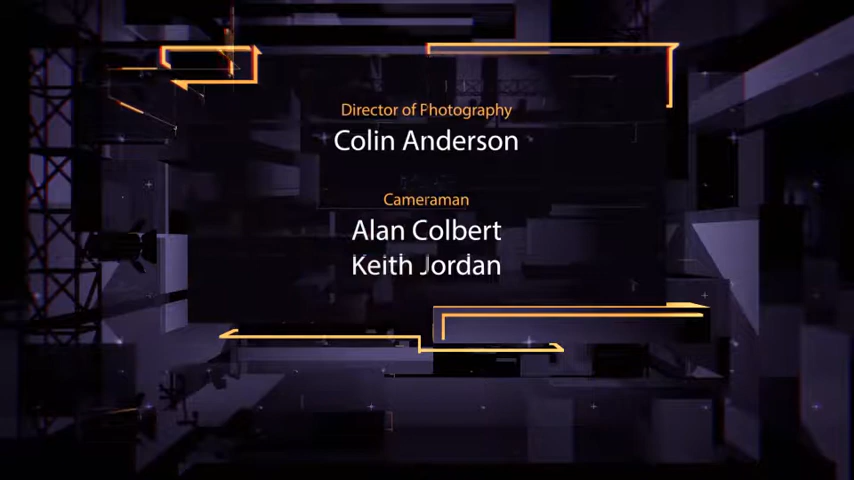 Director of Photography
Colin Anderson
Cameraman
Alan Colbert
Keith Jordan